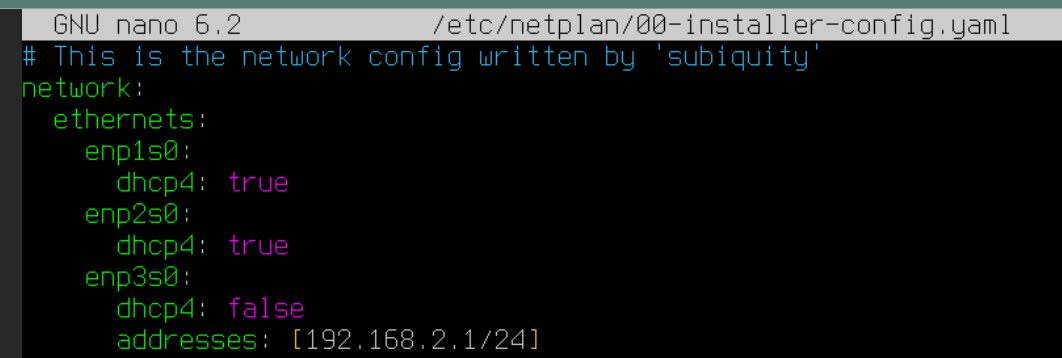 GNU nano 6.2 /etc/netplan/00-installer-config.yaml
# This is the network config written by 'subiquity'
network:
  ethernets:
    enp1s0:
      dhcp4: true
    enp2s0:
      dhcp4: true
    enp3s0:
      dhcp4: false
      addresses: [192.168.2.1/24]